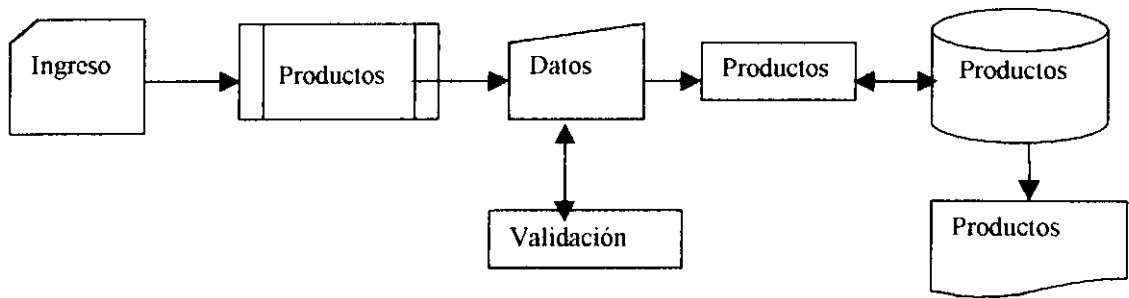 Ingreso
Productos
Datos
Productos
Productos
Validación
Productos